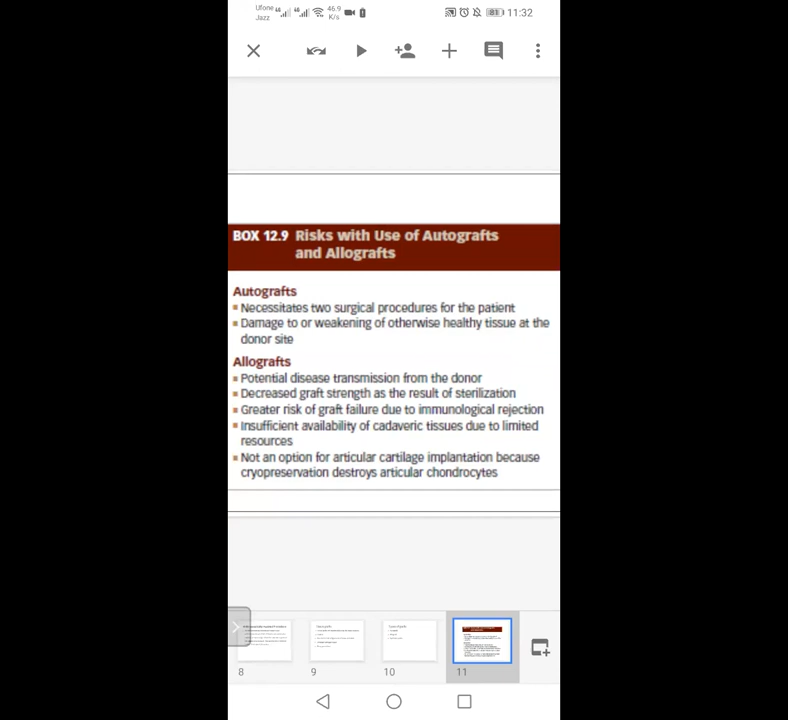 Ufone
Jazz
46.9
K/s
81
11:32
BOX 12.9 Risks with Use of Autografts
and Allografts
Autografts
Necessitates two surgical procedures for the patient
Damage to or weakening of otherwise healthy tissue at the
donor site
Allografts
Potential disease transmission from the donor
Decreased graft strength as the result of sterilization
Greater risk of graft failure due to immunological rejection
Insufficient availability of cadaveric tissues due to limited
resources
Not an option for articular cartilage implantation because
cryopreservation destroys articular chondrocytes
8
9
10
11